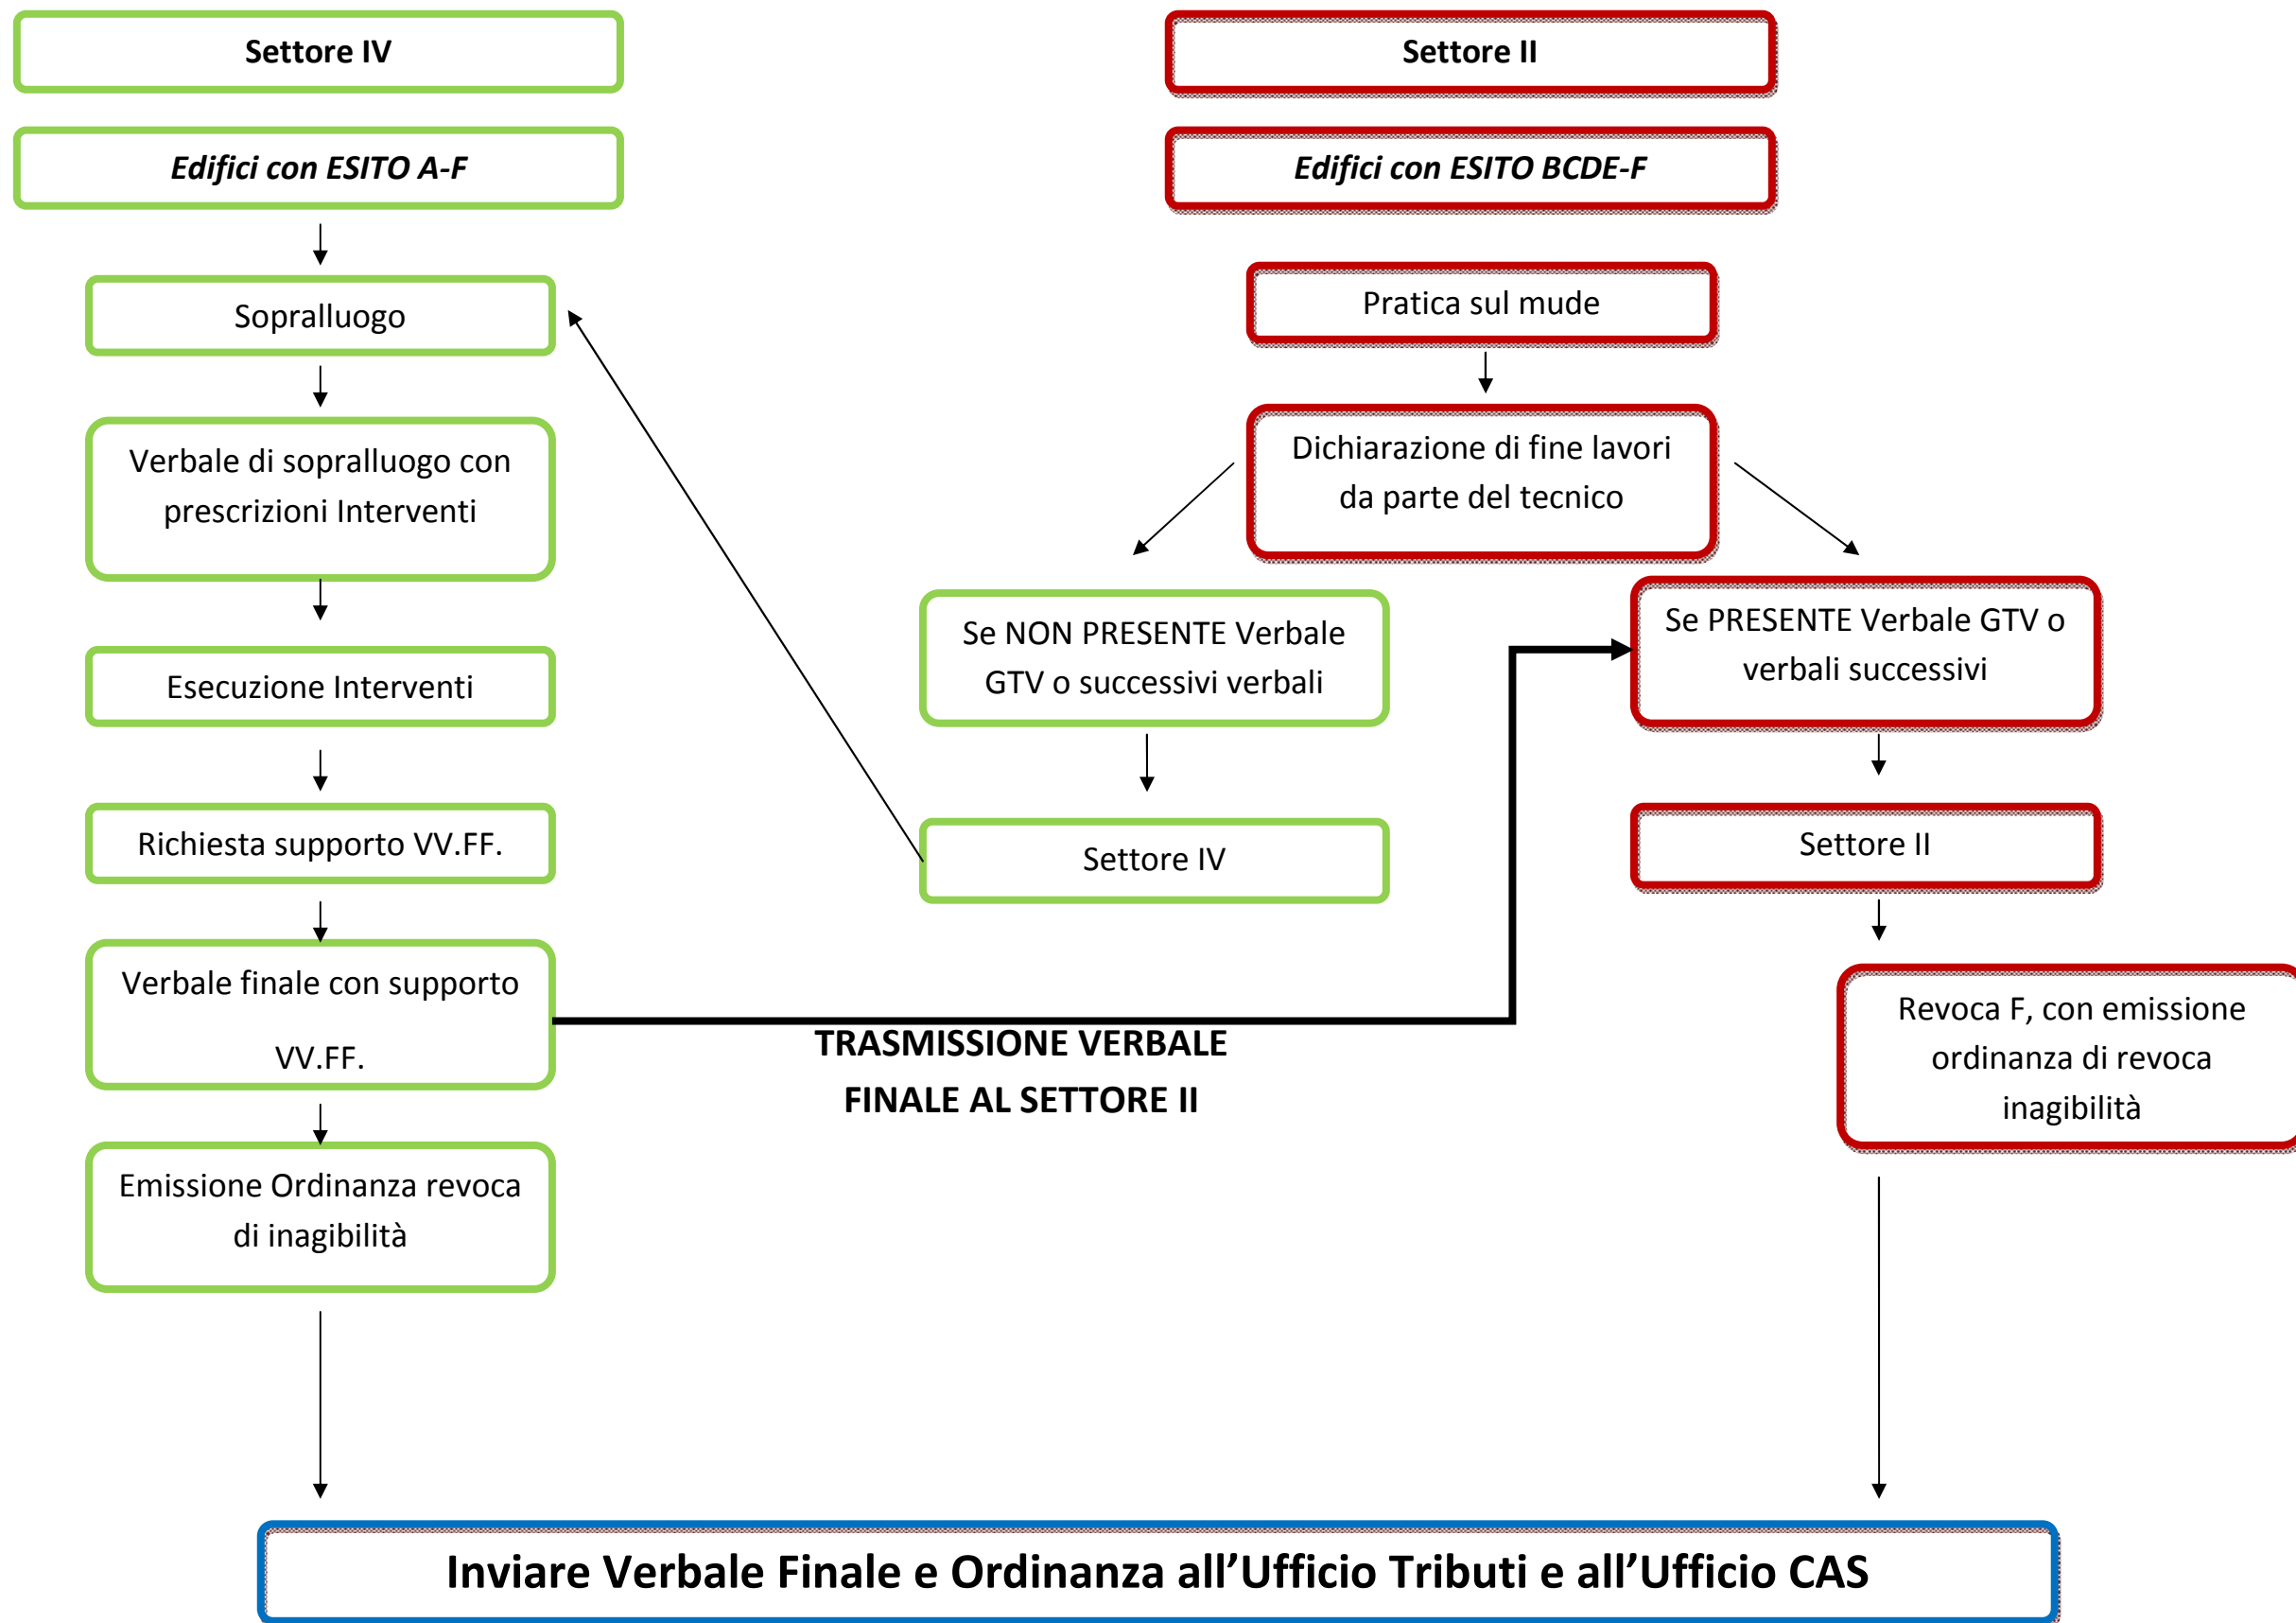 Settore IV
Edifici con ESITO A-F
Sopralluogo
Verbale di sopralluogo con
prescrizioni Interventi
Esecuzione Interventi
Richiesta supporto VV.FF.
Verbale finale con supporto
VV.FF.
Emissione Ordinanza revoca
di inagibilità
Settore II
Edifici con ESITO BCDE-F
Pratica sul mude
Dichiarazione di fine lavori
da parte del tecnico
Se NON PRESENTE Verbale
GTV o successivi verbali
Settore IV
Se PRESENTE Verbale GTV o
verbali successivi
Settore II
Revoca F, con emissione
ordinanza di revoca
inagibilità
TRASMISSIONE VERBALE
FINALE AL SETTORE II
Inviare Verbale Finale e Ordinanza all’Ufficio Tributi e all’Ufficio CAS